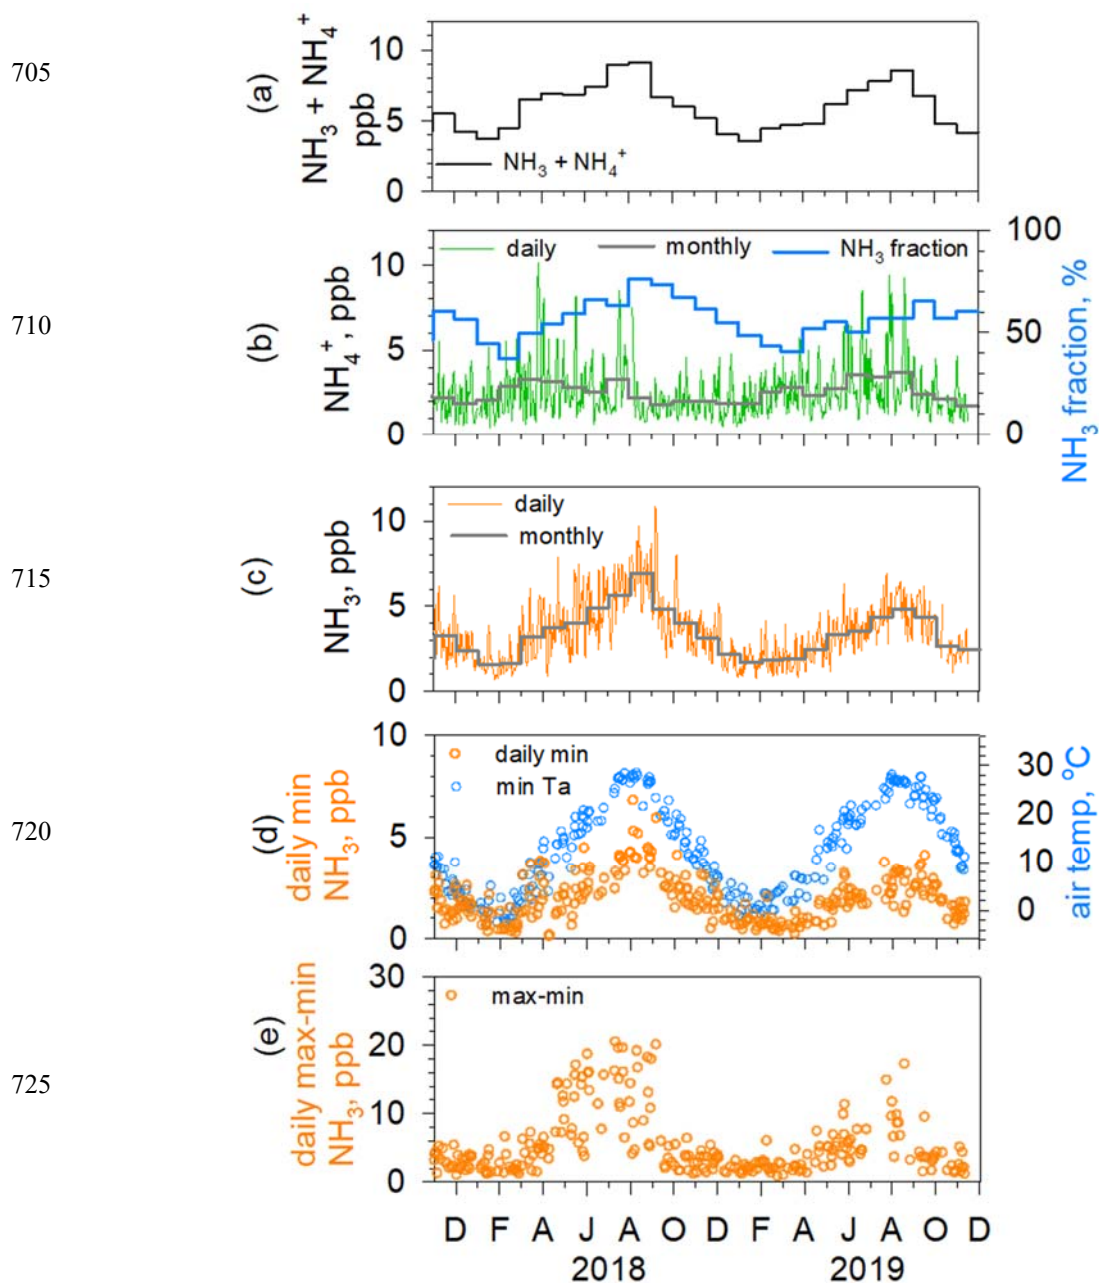 705
(a)
NH₃ + NH₄⁺
ppb
10
5
0
NH₃ + NH₄⁺
710
(b)
NH₄⁺, ppb
10
5
0
daily
monthly
NH₃ fraction
100
50
0
NH₃ fraction, %
715
(c)
NH₃, ppb
10
5
0
daily
monthly
720
(d)
daily min
NH₃, ppb
10
5
0
daily min
min Ta
30
20
10
0
air temp, °C
725
(e)
daily max-min
NH₃, ppb
30
20
10
0
max-min
D F A J A O D F A J A O D
2018 2019